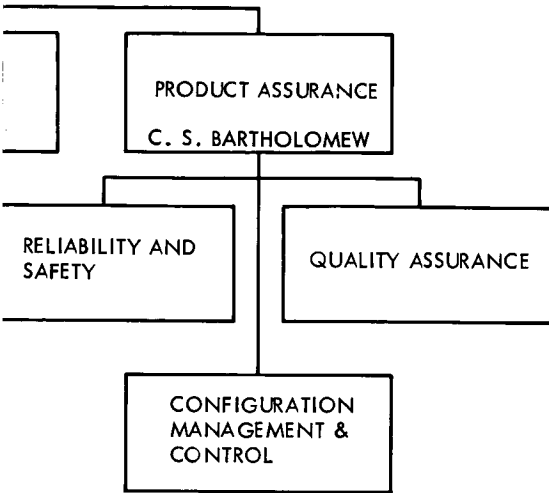 PRODUCT ASSURANCE
C. S. BARTHOLOMEW
RELIABILITY AND
SAFETY
QUALITY ASSURANCE
CONFIGURATION
MANAGEMENT &
CONTROL